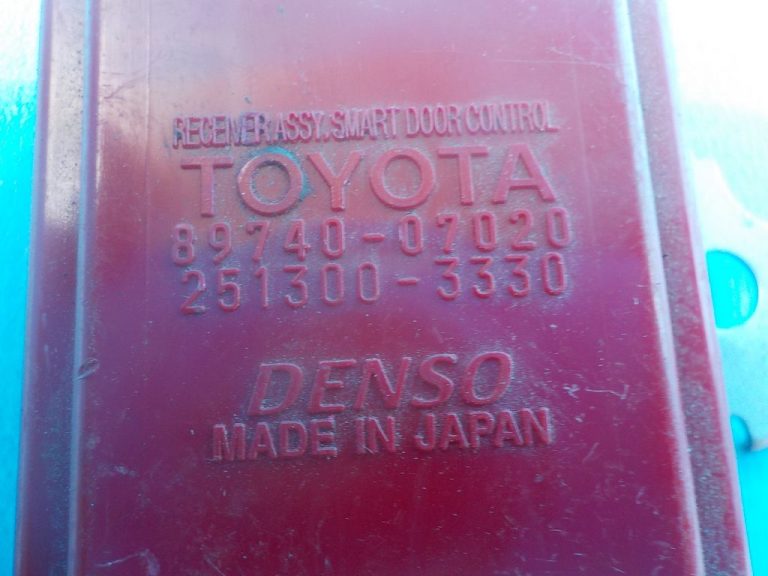 RECEIVER ASSY.SMART DOOR CONTROL
TOYOTA
89740-07020
251300-3330
DENSO
MADE IN JAPAN